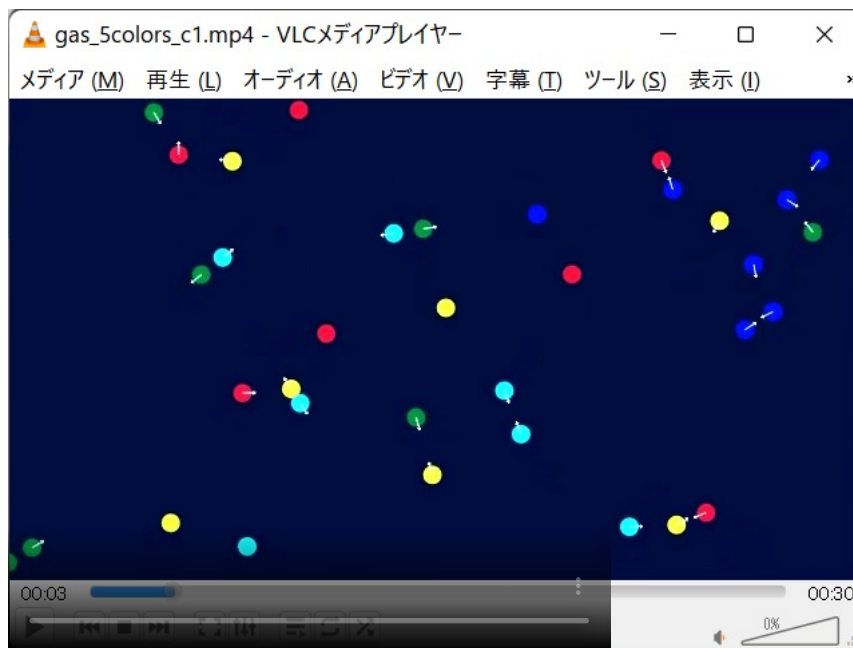 gas_5colors_c1.mp4 - VLCメディアプレイヤー
メディア (M) 再生 (L) オーディオ (A) ビデオ (V) 字幕 (T) ツール (S) 表示 (I) »
00:03 00:30
0%